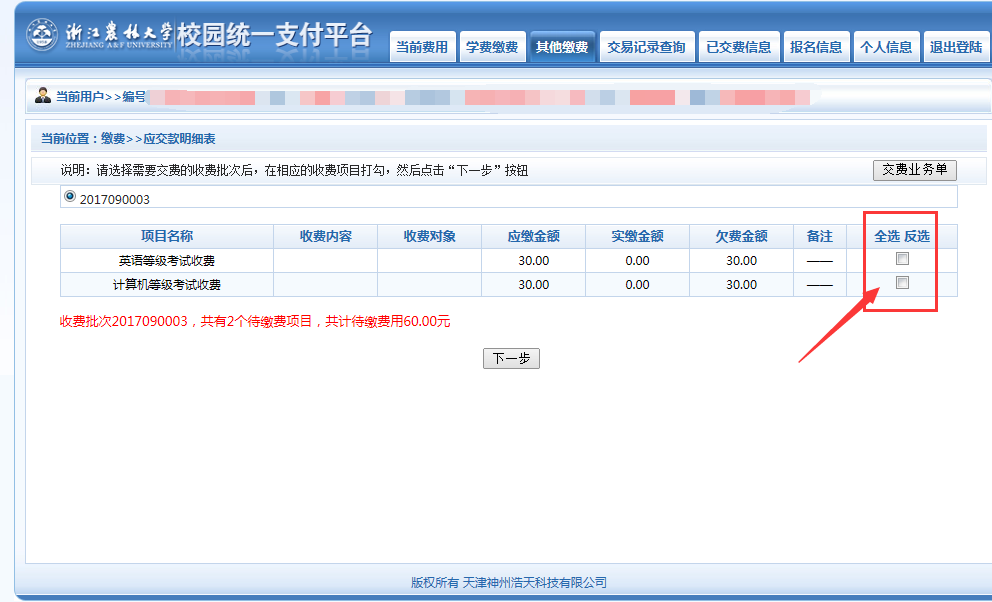 浙江农林大学 校园统一支付平台
ZHEJIANG A&F UNIVERSITY
当前费用 学费缴费 其他缴费 交易记录查询 已交费信息 报名信息 个人信息 退出登陆
当前用户>>编号
当前位置：缴费>>应交款明细表
说明：请选择需要交费的收费批次后，在相应的收费项目打勾，然后点击“下一步”按钮 交费业务单
2017090003
项目名称 收费内容 收费对象 应缴金额 实缴金额 欠费金额 备注 全选 反选
英语等级考试收费 30.00 0.00 30.00 ——
计算机等级考试收费 30.00 0.00 30.00 ——
收费批次2017090003，共有2个待缴费项目，共计待缴费用60.00元
下一步
版权所有 天津神州浩天科技有限公司